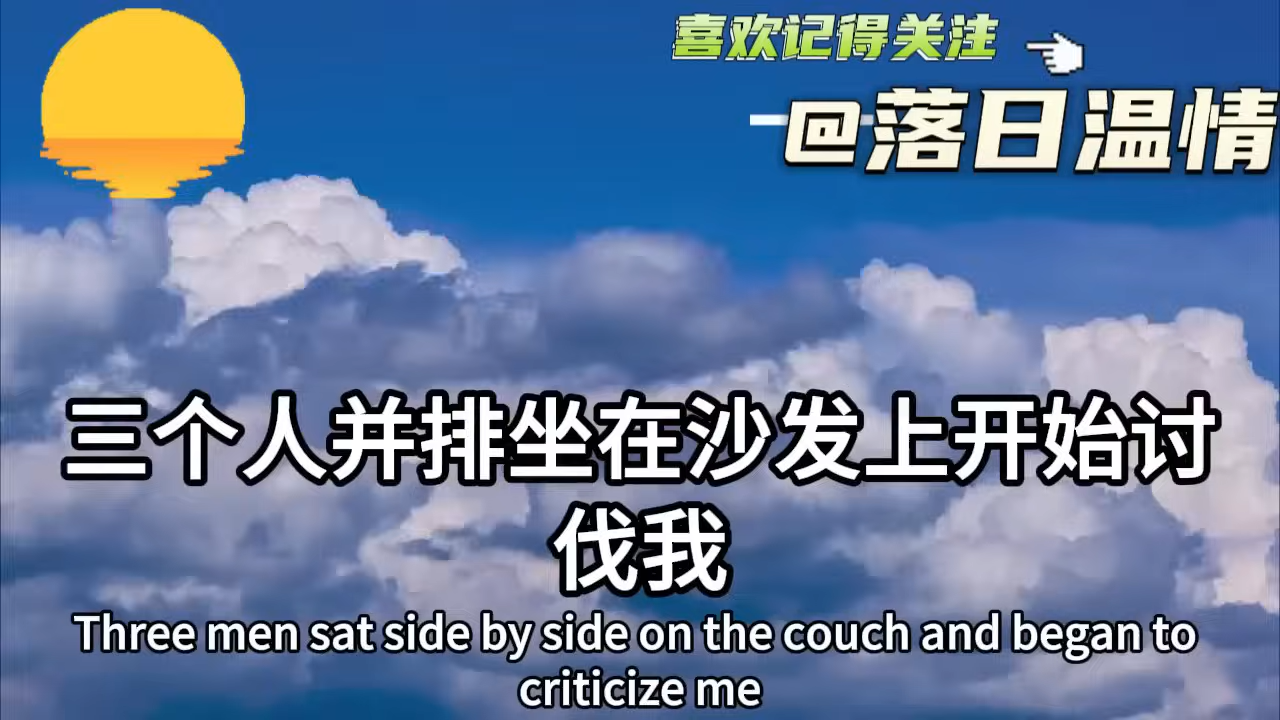 喜欢记得关注
@落日温情
三个人并排坐在沙发上开始讨
伐我
Three men sat side by side on the couch and began to
criticize me